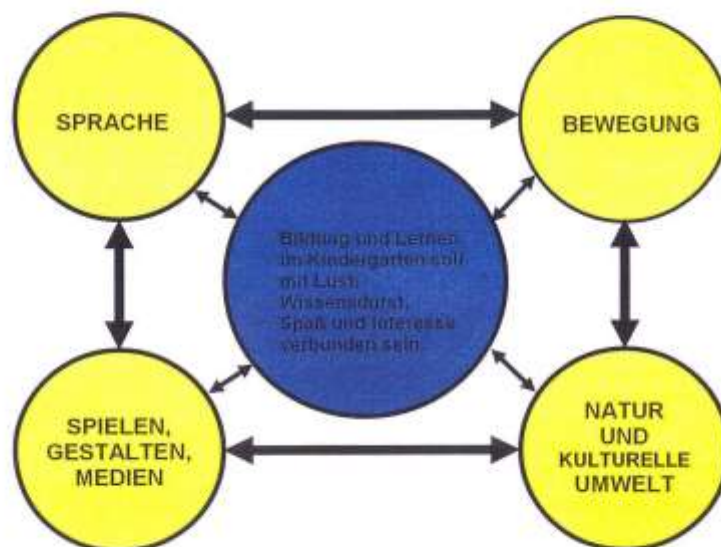 SPRACHE
BEWEGUNG
Bildung und Lernen
im Kindergarten soll
mit Lust,
Wissensdurst,
Spaß und Interesse
verbunden sein.
SPIELEN,
GESTALTEN,
MEDIEN
NATUR
UND
KULTURELLE
UMWELT